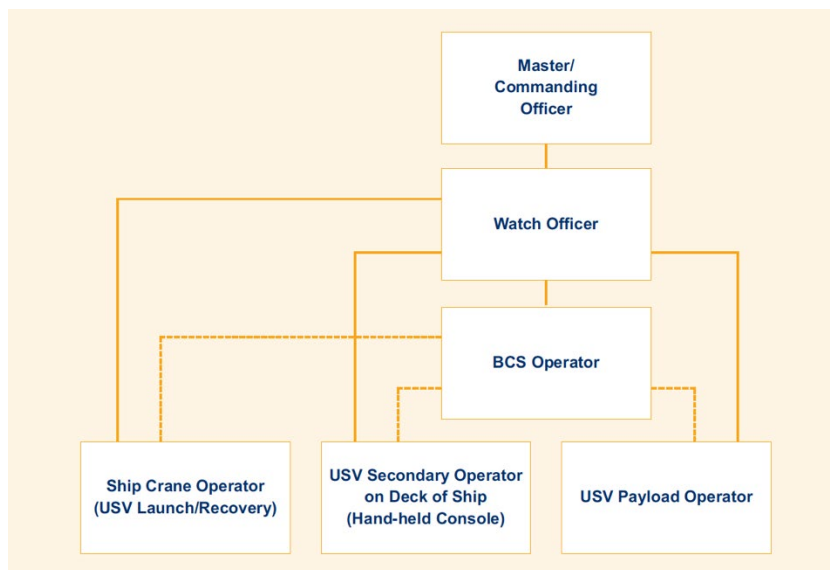 Master/
Commanding
Officer
Watch Officer
BCS Operator
Ship Crane Operator
(USV Launch/Recovery)
USV Secondary Operator
on Deck of Ship
(Hand-held Console)
USV Payload Operator